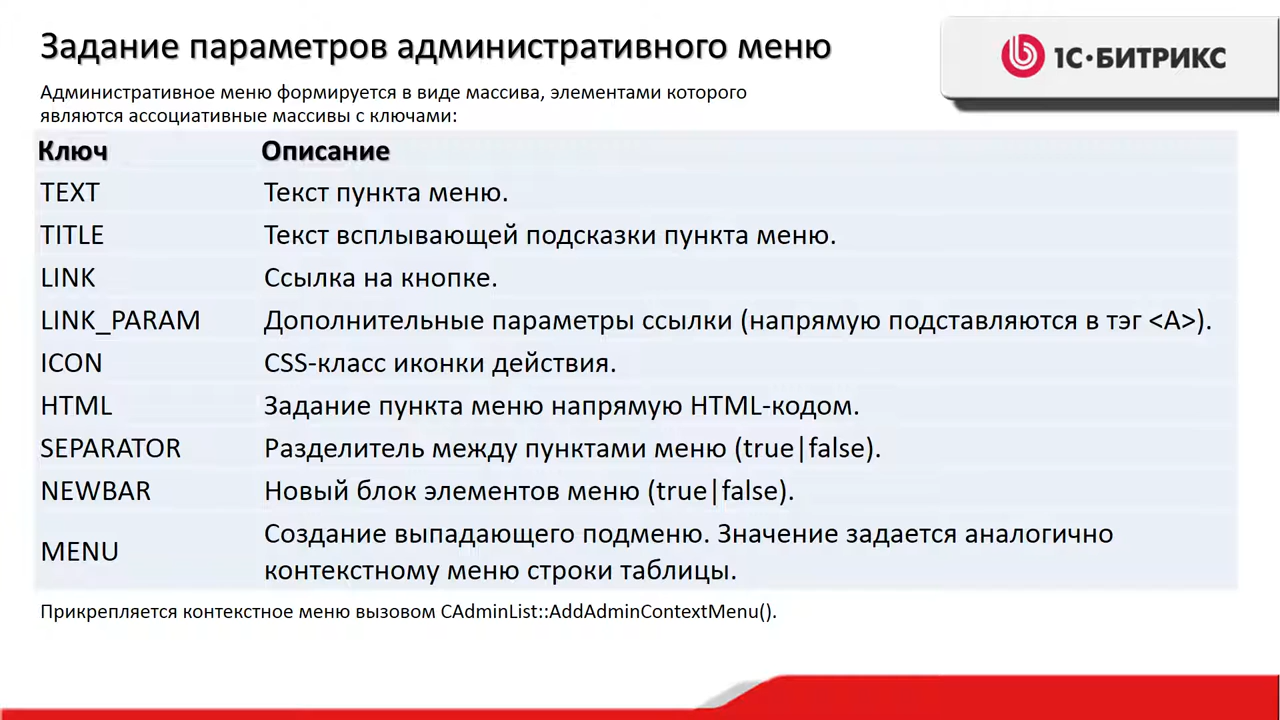 Задание параметров административного меню
1С·БИТРИКС
Административное меню формируется в виде массива, элементами которого
являются ассоциативные массивы с ключами:
Ключ Описание
TEXT Текст пункта меню.
TITLE Текст всплывающей подсказки пункта меню.
LINK Ссылка на кнопке.
LINK_PARAM Дополнительные параметры ссылки (напрямую подставляются в тэг <A>).
ICON CSS-класс иконки действия.
HTML Задание пункта меню напрямую HTML-кодом.
SEPARATOR Разделитель между пунктами меню (true|false).
NEWBAR Новый блок элементов меню (true|false).
MENU Создание выпадающего подменю. Значение задается аналогично
контекстному меню строки таблицы.
Прикрепляется контекстное меню вызовом CAdminList::AddAdminContextMenu().